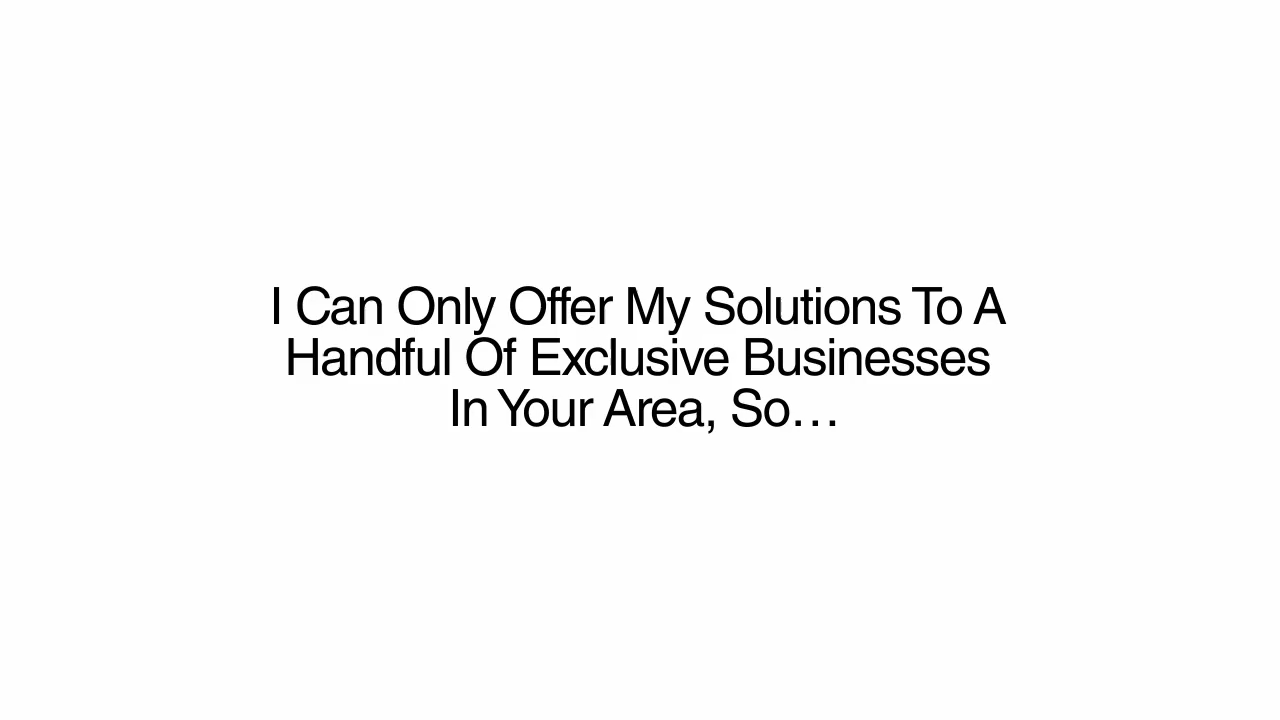 I Can Only Offer My Solutions To A
Handful Of Exclusive Businesses
In Your Area, So…